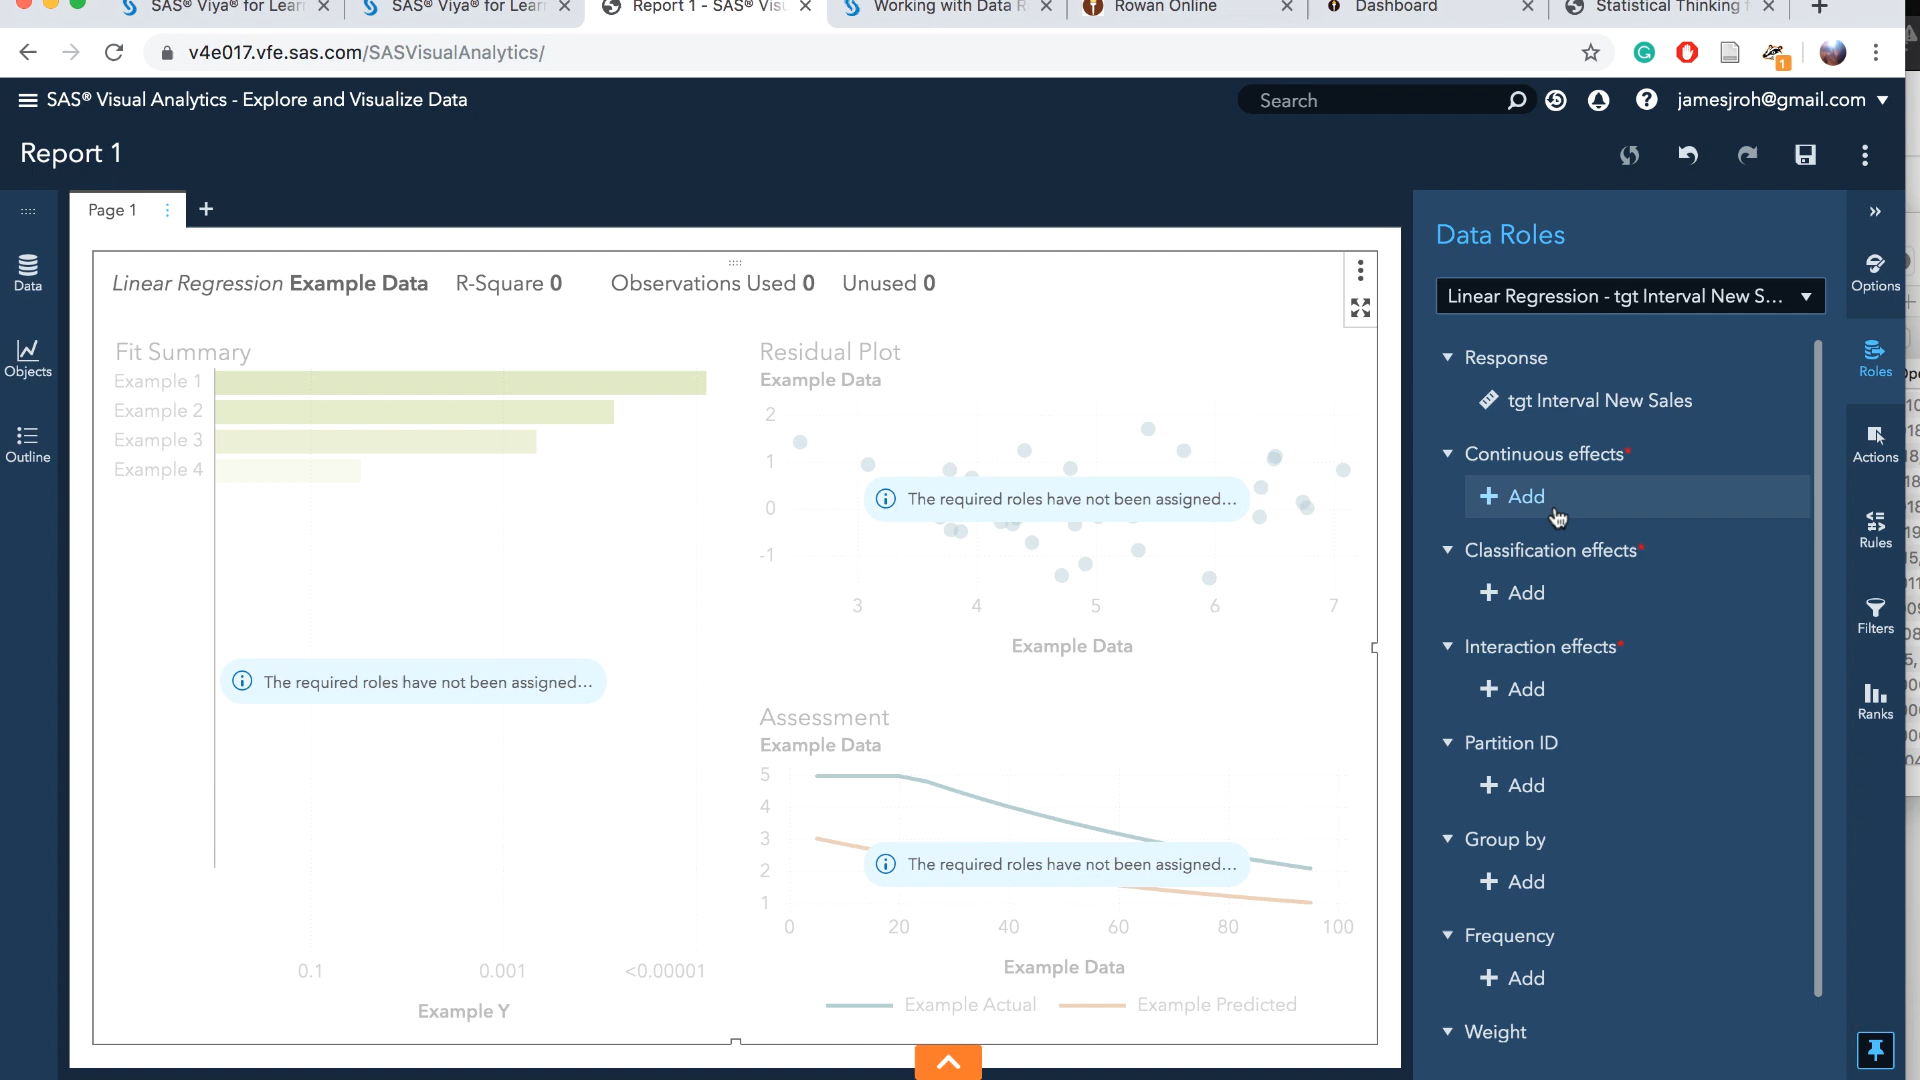 SAS® Viya® for Lear
SAS® Viya® for Lear
Report 1 - SAS® Visu
Working with Data R
Rowan Online
Dashboard
Statistical Thinking f
v4e017.vfe.sas.com/SASVisualAnalytics/
1
SAS® Visual Analytics - Explore and Visualize Data
Search
jamesjroh@gmail.com
Report 1
Page 1
Data
Objects
Outline
Linear Regression Example Data R-Square 0 Observations Used 0 Unused 0
Fit Summary
Example 1
Example 2
Example 3
Example 4
The required roles have not been assigned...
0.1 0.001 <0.00001
Example Y
Residual Plot
Example Data
2
1
0
-1
The required roles have not been assigned...
3 4 5 6 7
Example Data
Assessment
Example Data
5
4
3
2
1
The required roles have not been assigned...
0 20 40 60 80 100
Example Data
Example Actual Example Predicted
Data Roles
Linear Regression - tgt Interval New S...
Response
tgt Interval New Sales
Continuous effects*
Add
Classification effects*
Add
Interaction effects*
Add
Partition ID
Add
Group by
Add
Frequency
Add
Weight
Options
Roles
Actions
Rules
Filters
Ranks